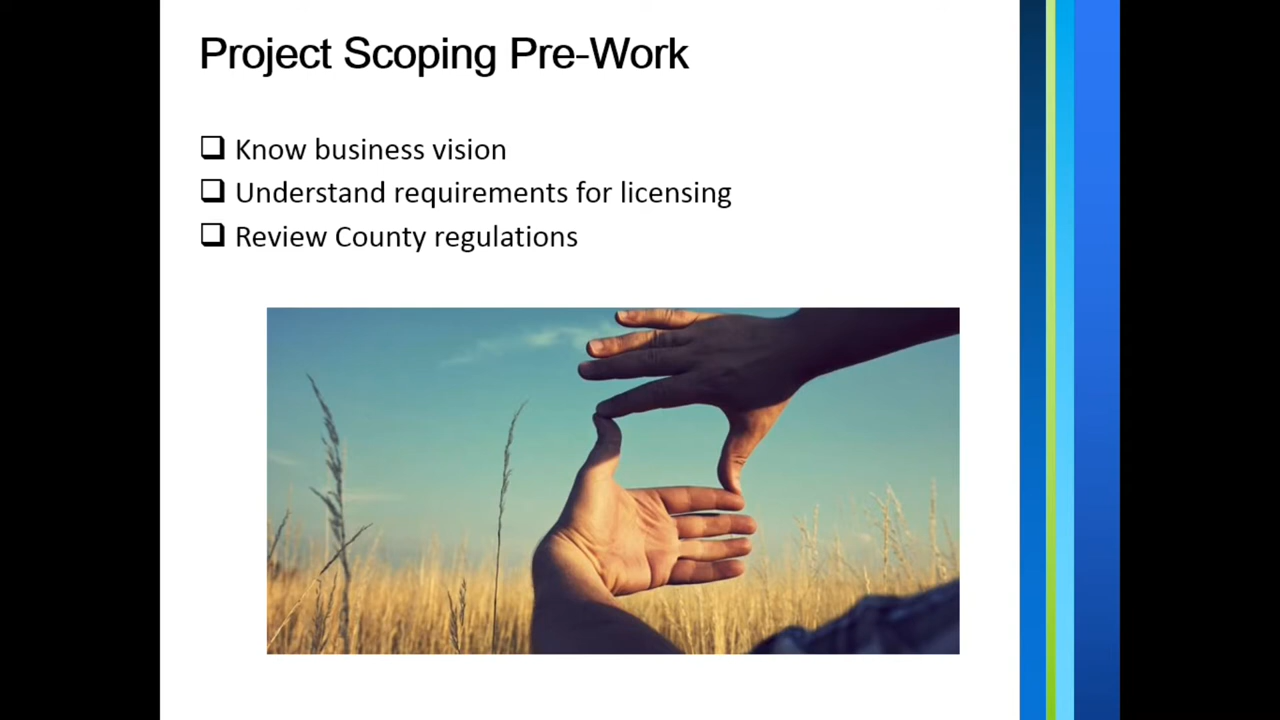 Project Scoping Pre-Work
Know business vision
Understand requirements for licensing
Review County regulations